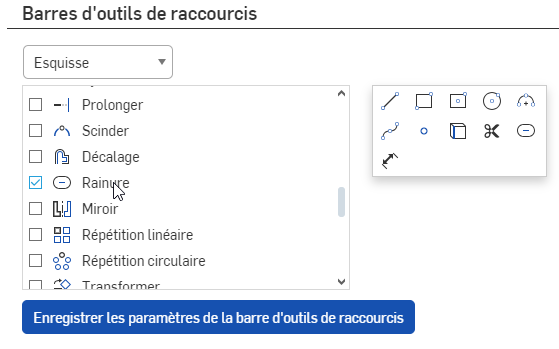 Barres d'outils de raccourcis
Esquisse
Prolonger
Scinder
Décalage
Rainure
Miroir
Répétition linéaire
Répétition circulaire
Transformer
Enregistrer les paramètres de la barre d'outils de raccourcis